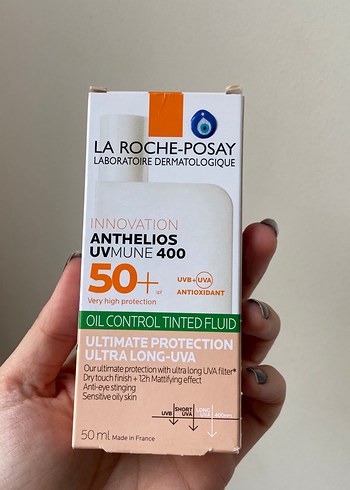 LA ROCHE-POSAY
LABORATOIRE DERMATOLOGIQUE
INNOVATION
ANTHELIOS
UVMUNE 400
50+
Very high protection
UVB+UVA
ANTIOXIDANT
OIL CONTROL TINTED FLUID
ULTIMATE PROTECTION
ULTRA LONG-UVA
Our ultimate protection with ultra long UVA filter*
Dry touch finish + 12h Mattifying effect
Anti-eye stinging
Sensitive oily skin
UVB
SHORT UVA
LONG UVA
400nm
50 ml Made in France